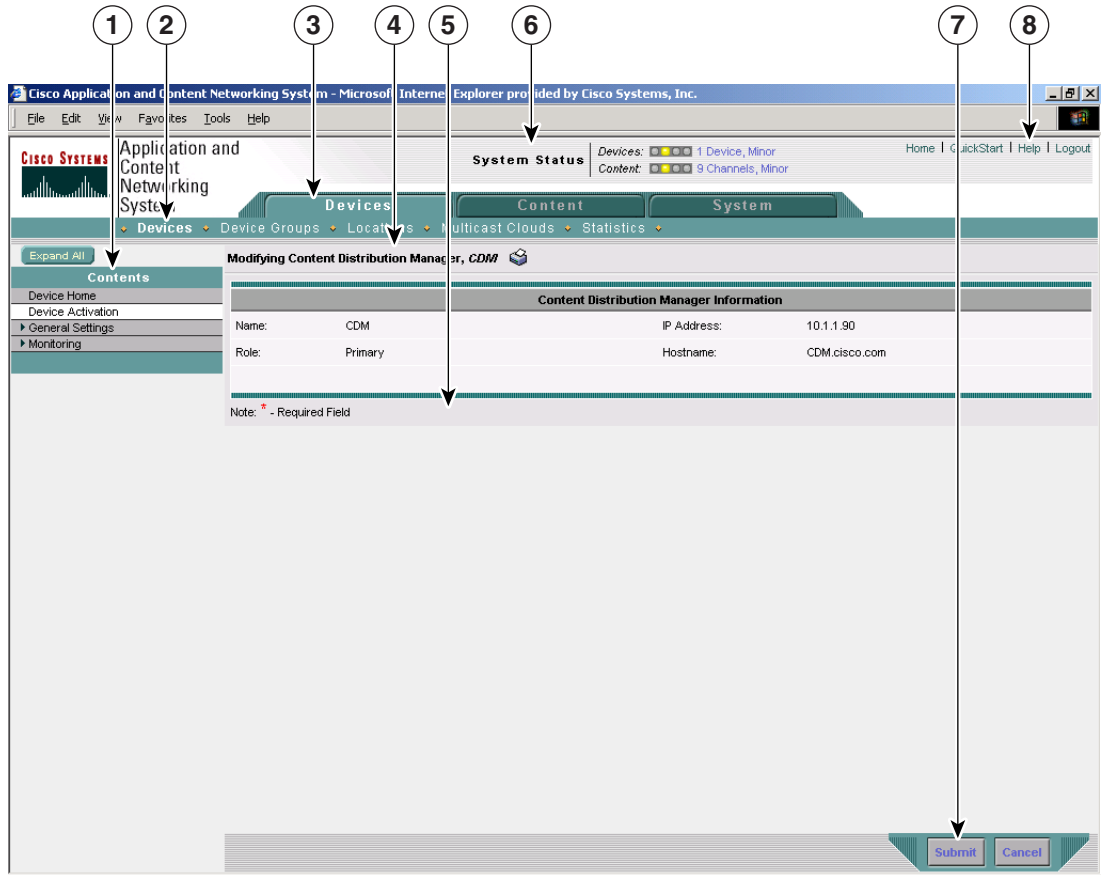 1 2 3 4 5 6 7 8
Cisco Application and Content Networking System - Microsoft Internet Explorer provided by Cisco Systems, Inc.
File Edit View Favorites Tools Help
CISCO SYSTEMS
Application and
Content
Networking
System
System Status
Devices: 1 Device, Minor
Content: 9 Channels, Minor
Home | QuickStart | Help | Logout
Devices Content System
Devices Device Groups Locations Multicast Clouds Statistics
Expand All
Contents
Device Home
Device Activation
General Settings
Monitoring
Modifying Content Distribution Manager, CDM
Content Distribution Manager Information
Name: CDM IP Address: 10.1.1.90
Role: Primary Hostname: CDM.cisco.com
Note: * - Required Field
Submit Cancel